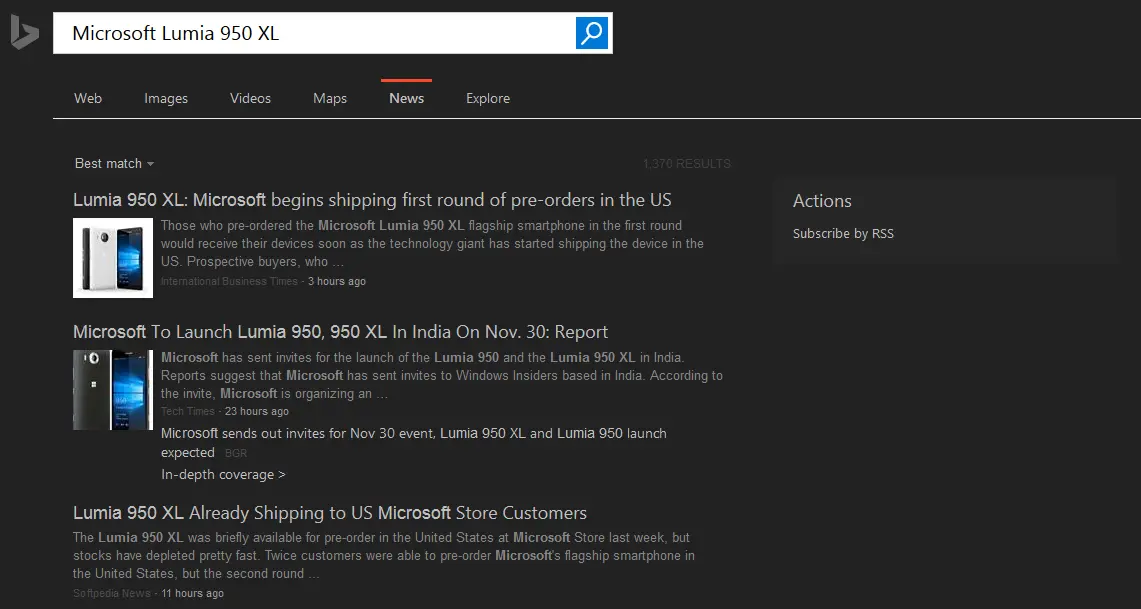 Microsoft Lumia 950 XL
Web Images Videos Maps News Explore
Best match
1,370 RESULTS
Lumia 950 XL: Microsoft begins shipping first round of pre-orders in the US
Those who pre-ordered the Microsoft Lumia 950 XL flagship smartphone in the first round
would receive their devices soon as the technology giant has started shipping the device in the
US. Prospective buyers, who ...
International Business Times - 3 hours ago
Microsoft To Launch Lumia 950, 950 XL In India On Nov. 30: Report
Microsoft has sent invites for the launch of the Lumia 950 and the Lumia 950 XL in India.
Reports suggest that Microsoft has sent invites to Windows Insiders based in India. According to
the invite, Microsoft is organizing an ...
Tech Times - 23 hours ago
Microsoft sends out invites for Nov 30 event, Lumia 950 XL and Lumia 950 launch
expected BGR
In-depth coverage >
Lumia 950 XL Already Shipping to US Microsoft Store Customers
The Lumia 950 XL was briefly available for pre-order in the United States at Microsoft Store last week, but
stocks have depleted pretty fast. Twice customers were able to pre-order Microsoft's flagship smartphone in
the United States, but the second round ...
Softpedia News - 11 hours ago
Actions
Subscribe by RSS